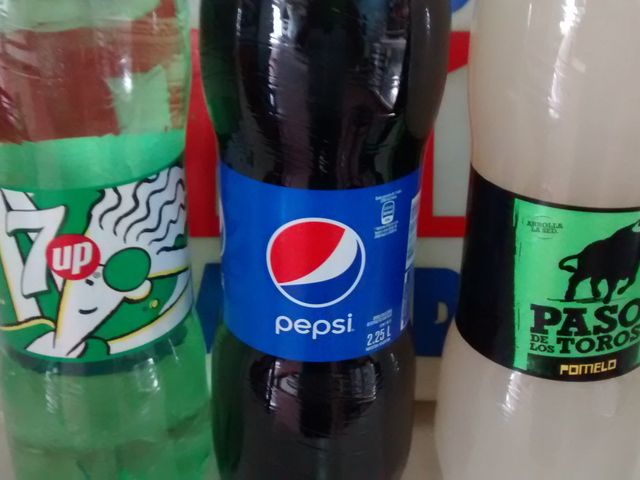 7
up
pepsi
2,25 L
ARROLLA
LA SED.
PASO
DE
LOS TOROS
POMELO